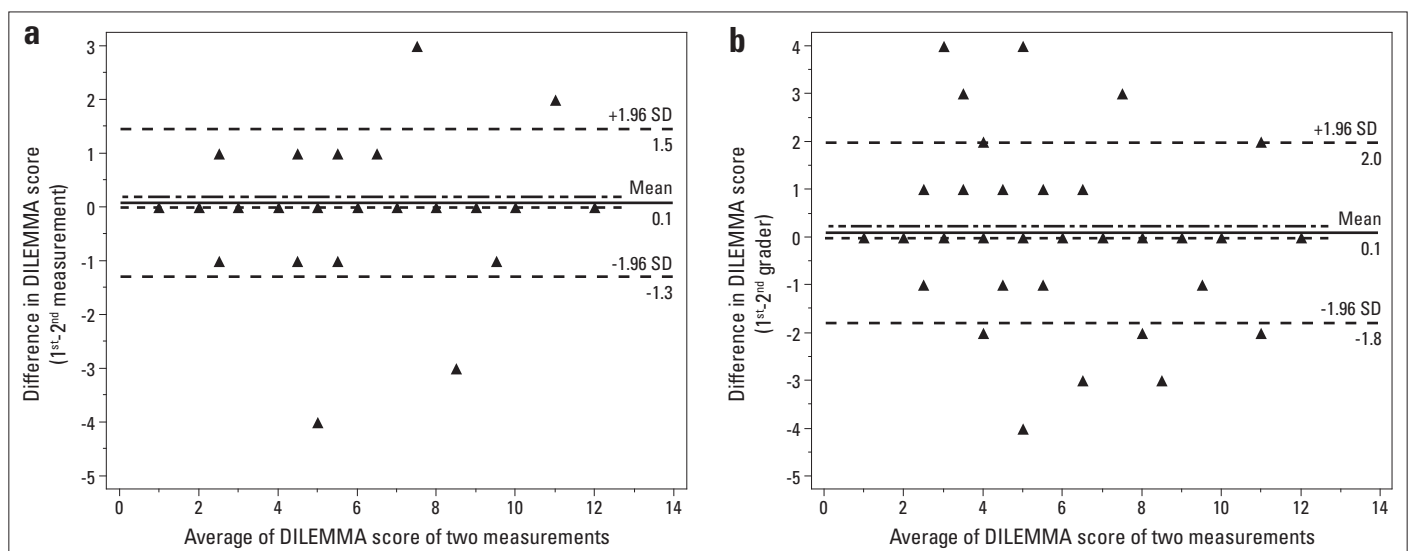 a
Difference in DILEMMA score
(1st-2nd measurement)
3
2
1
0
-1
-2
-3
-4
-5
+1.96 SD
1.5
Mean
0.1
-1.96 SD
-1.3
0 2 4 6 8 10 12 14
Average of DILEMMA score of two measurements
b
Difference in DILEMMA score
(1st-2nd grader)
4
3
2
1
0
-1
-2
-3
-4
-5
+1.96 SD
2.0
Mean
0.1
-1.96 SD
-1.8
0 2 4 6 8 10 12 14
Average of DILEMMA score of two measurements